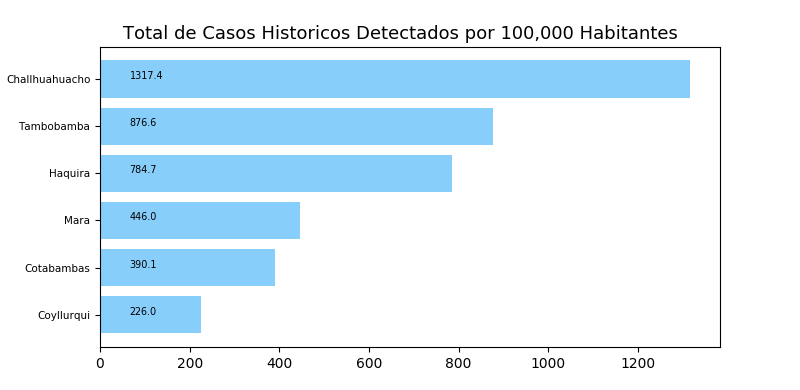 Total de Casos Historicos Detectados por 100,000 Habitantes
Challhuahuacho 1317.4
Tambobamba 876.6
Haquira 784.7
Mara 446.0
Cotabambas 390.1
Coyllurqui 226.0
0 200 400 600 800 1000 1200